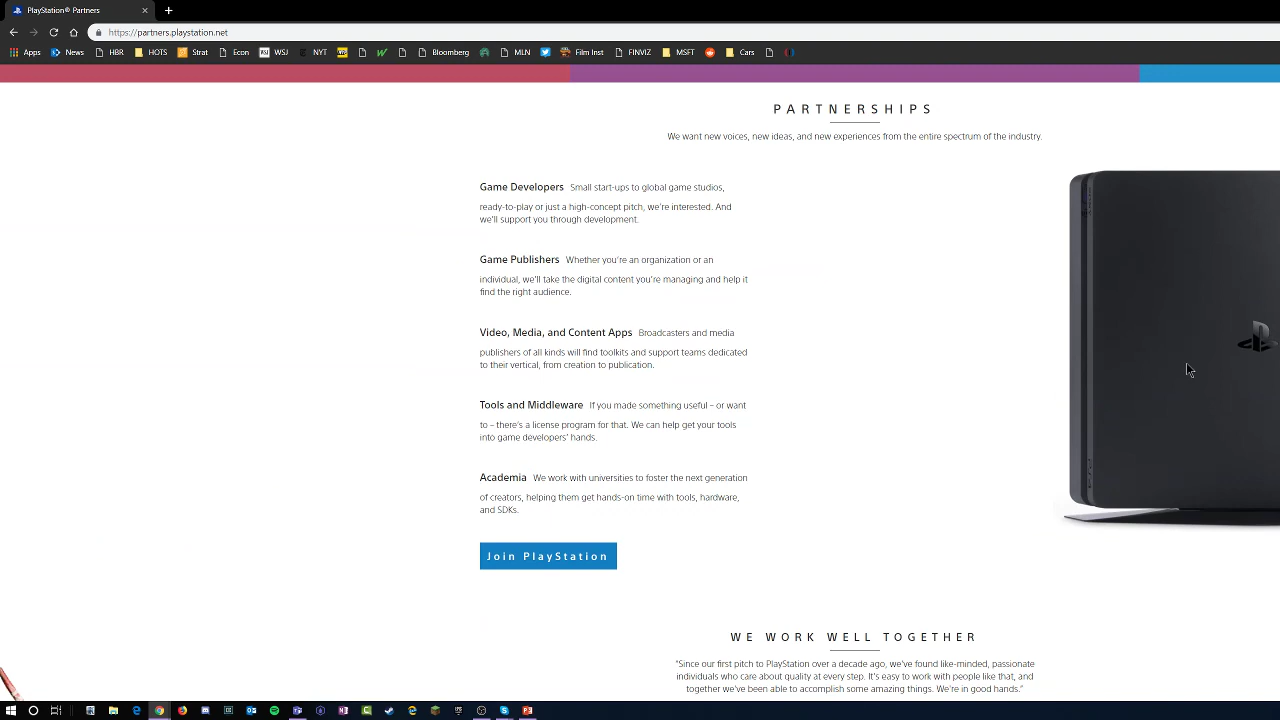 PlayStation® Partners
https://partners.playstation.net
Apps News HBR HOTS Strat Econ WSJ NYT Bloomberg MLN Film Inst FINVIZ MSFT Cars
PARTNERSHIPS
We want new voices, new ideas, and new experiences from the entire spectrum of the industry.
Game Developers Small start-ups to global game studios,
ready-to-play or just a high-concept pitch, we're interested. And
we'll support you through development.
Game Publishers Whether you're an organization or an
individual, we'll take the digital content you're managing and help it
find the right audience.
Video, Media, and Content Apps Broadcasters and media
publishers of all kinds will find toolkits and support teams dedicated
to their vertical, from creation to publication.
Tools and Middleware If you made something useful – or want
to – there's a license program for that. We can help get your tools
into game developers' hands.
Academia We work with universities to foster the next generation
of creators, helping them get hands-on time with tools, hardware,
and SDKs.
Join PlayStation
WE WORK WELL TOGETHER
"Since our first pitch to PlayStation over a decade ago, we've found like-minded, passionate
individuals who care about quality at every step. It's easy to work with people like that, and
together we've been able to accomplish some amazing things. We're in good hands."